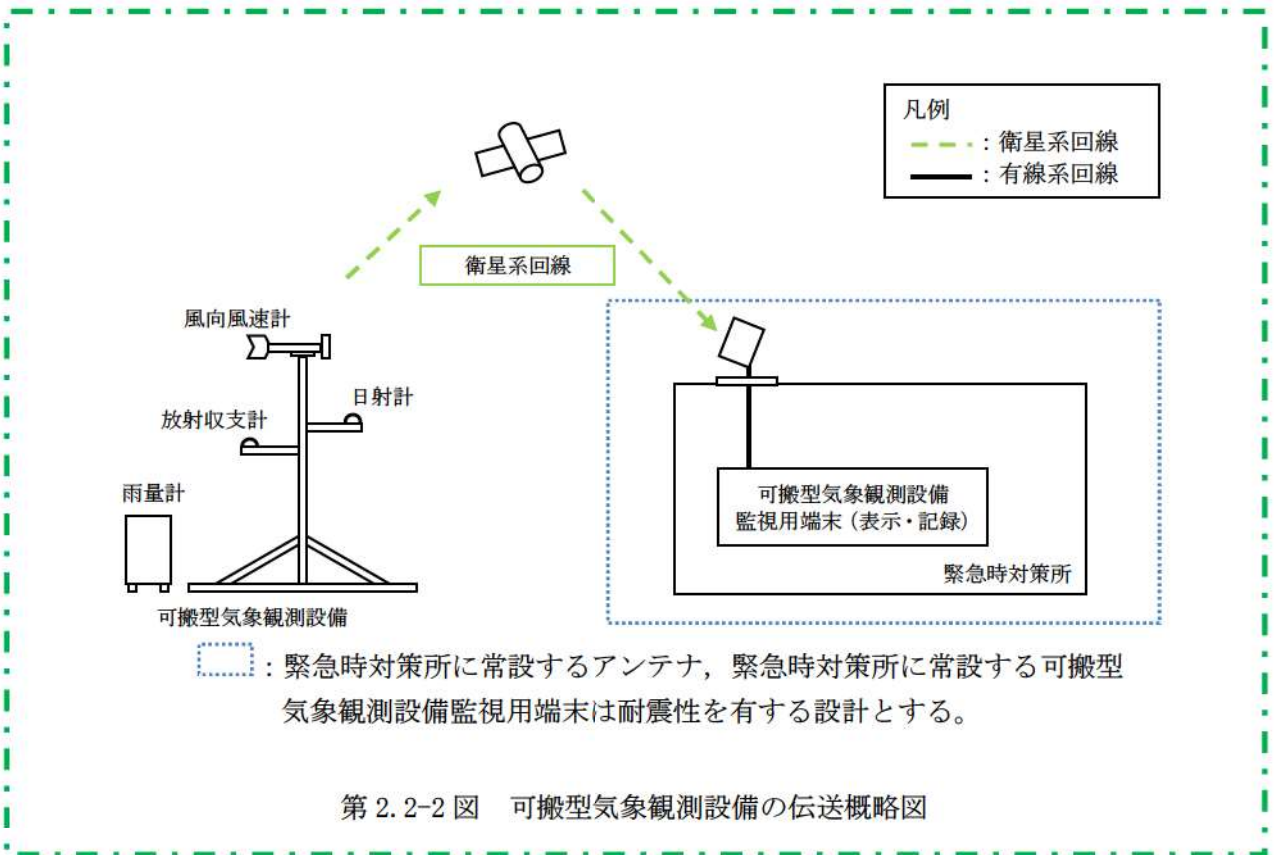 凡例
：衛星系回線
：有線系回線
衛星系回線
風向風速計
日射計
放射収支計
雨量計
可搬型気象観測設備
可搬型気象観測設備
監視用端末（表示・記録）
緊急時対策所
：緊急時対策所に常設するアンテナ，緊急時対策所に常設する可搬型
気象観測設備監視用端末は耐震性を有する設計とする。
第 2.2-2 図　可搬型気象観測設備の伝送概略図